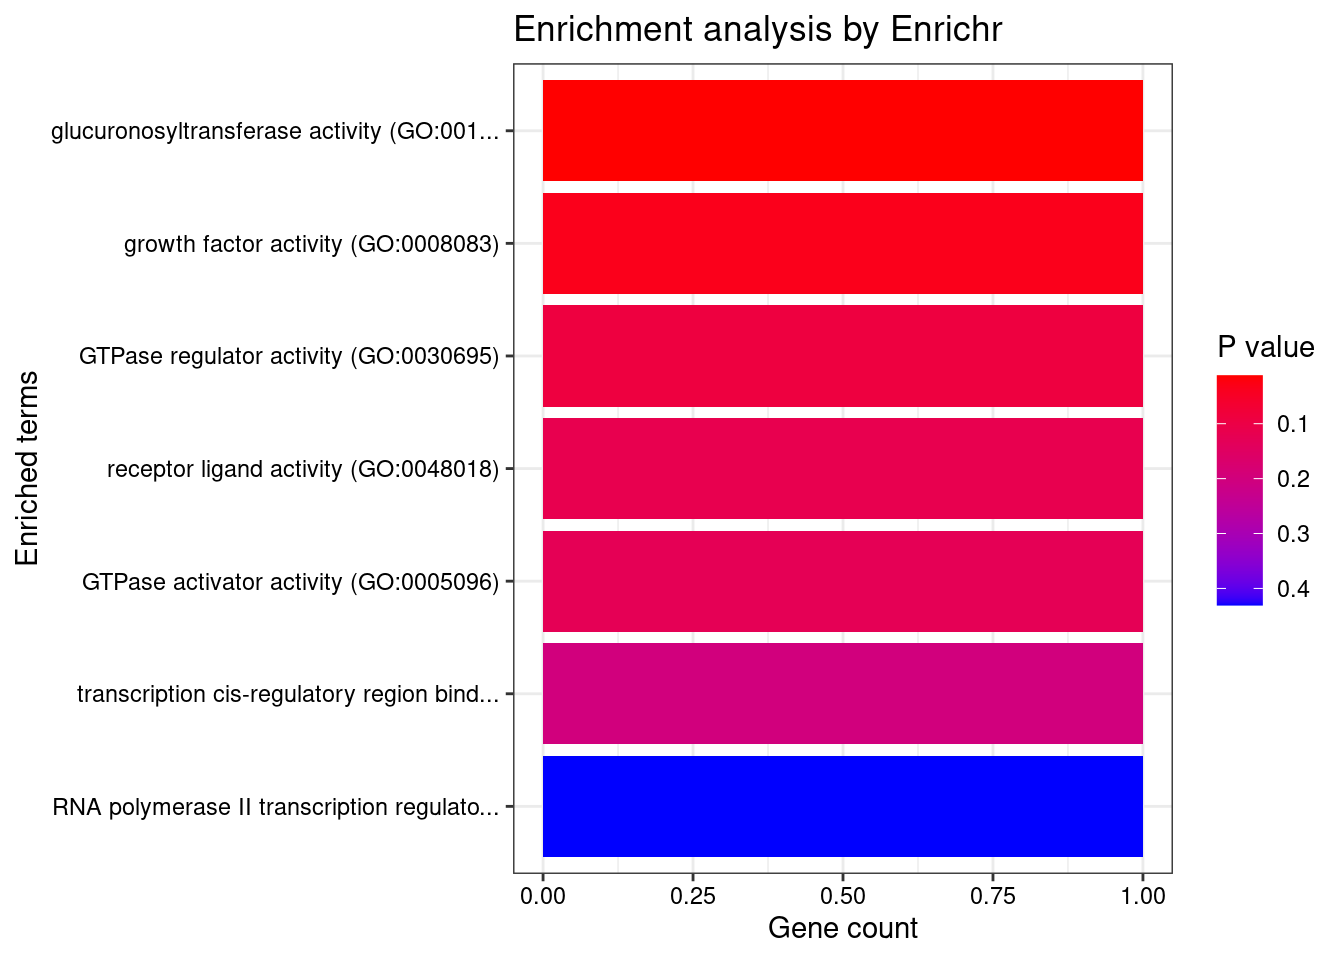 Enrichment analysis by Enrichr
glucuronosyltransferase activity (GO:001...
growth factor activity (GO:0008083)
GTPase regulator activity (GO:0030695)
receptor ligand activity (GO:0048018)
GTPase activator activity (GO:0005096)
transcription cis-regulatory region bind...
RNA polymerase II transcription regulato...
Enriched terms
0.00 0.25 0.50 0.75 1.00
Gene count
P value
0.1
0.2
0.3
0.4